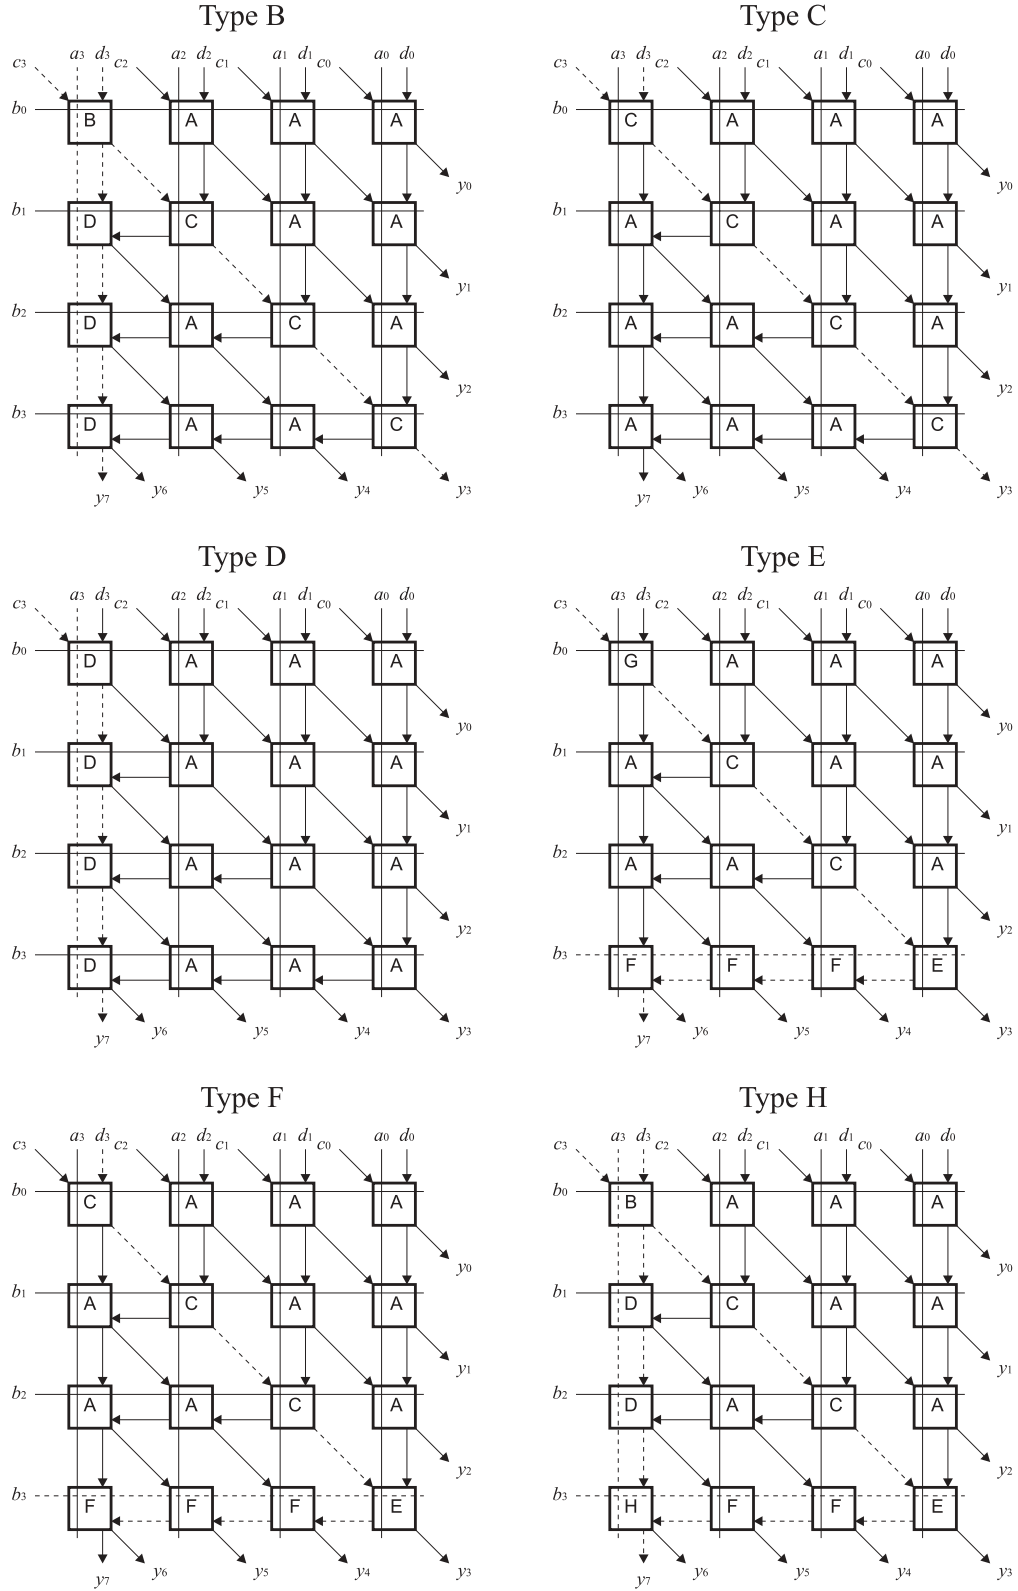 Type B Type C
c3 a3 d3 c2 a2 d2 c1 a1 d1 c0 a0 d0 c3 a3 d3 c2 a2 d2 c1 a1 d1 c0 a0 d0
b0 B A A A b0 C A A A
y0 y0
b1 D C A A b1 A C A A
y1 y1
b2 D A C A b2 A A C A
y2 y2
b3 D A A C b3 A A A C
y7 y6 y5 y4 y3 y7 y6 y5 y4 y3
Type D Type E
c3 a3 d3 c2 a2 d2 c1 a1 d1 c0 a0 d0 c3 a3 d3 c2 a2 d2 c1 a1 d1 c0 a0 d0
b0 D A A A b0 G A A A
y0 y0
b1 D A A A b1 A C A A
y1 y1
b2 D A A A b2 A A C A
y2 y2
b3 D A A A b3 F F F E
y7 y6 y5 y4 y3 y7 y6 y5 y4 y3
Type F Type H
c3 a3 d3 c2 a2 d2 c1 a1 d1 c0 a0 d0 c3 a3 d3 c2 a2 d2 c1 a1 d1 c0 a0 d0
b0 C A A A b0 B A A A
y0 y0
b1 A C A A b1 D C A A
y1 y1
b2 A A C A b2 D A C A
y2 y2
b3 F F F E b3 H F F E
y7 y6 y5 y4 y3 y7 y6 y5 y4 y3